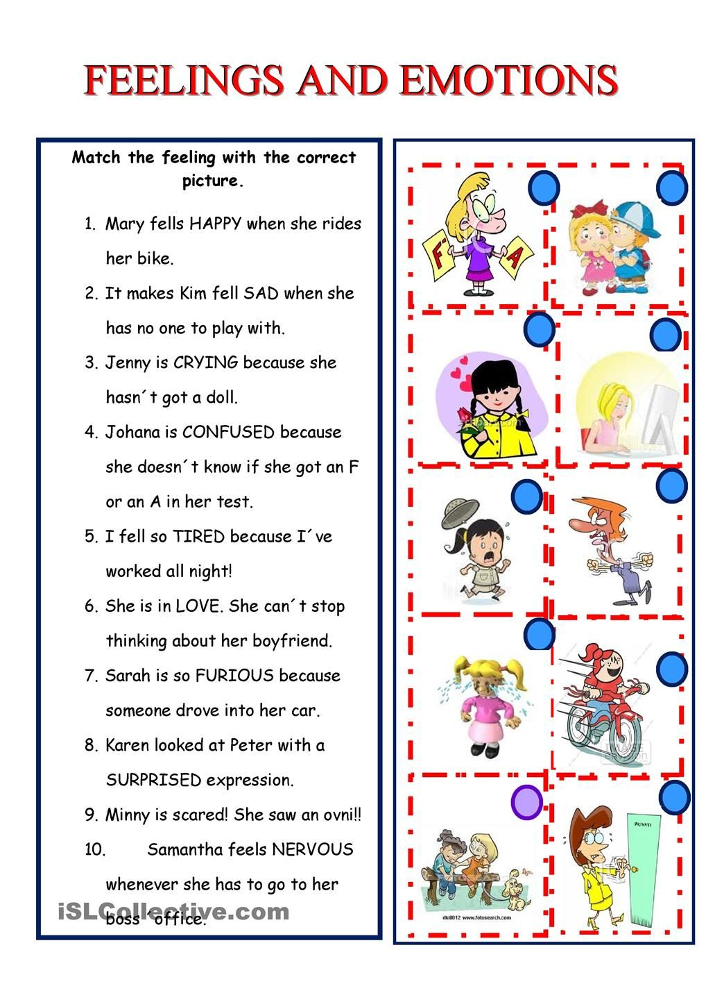 FEELINGS AND EMOTIONS
Match the feeling with the correct
picture.
1. Mary fells HAPPY when she rides
her bike.
2. It makes Kim fell SAD when she
has no one to play with.
3. Jenny is CRYING because she
hasn´t got a doll.
4. Johana is CONFUSED because
she doesn´t know if she got an F
or an A in her test.
5. I fell so TIRED because I´ve
worked all night!
6. She is in LOVE. She can´t stop
thinking about her boyfriend.
7. Sarah is so FURIOUS because
someone drove into her car.
8. Karen looked at Peter with a
SURPRISED expression.
9. Minny is scared! She saw an ovni!!
10. Samantha feels NERVOUS
whenever she has to go to her
boss ´office.
iSLCollective.com
F
A
PRIVATE
dki0012 www.fotosearch.com